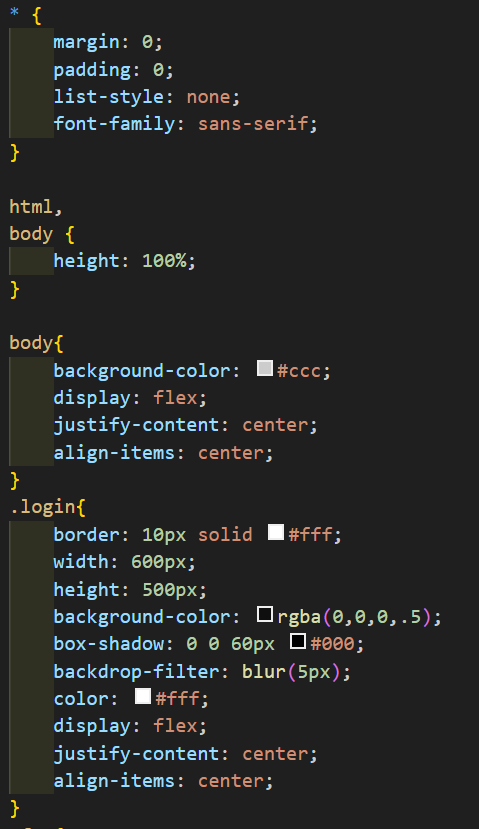 * {
    margin: 0;
    padding: 0;
    list-style: none;
    font-family: sans-serif;
}

html,
body {
    height: 100%;
}

body{
    background-color: #ccc;
    display: flex;
    justify-content: center;
    align-items: center;
}
.login{
    border: 10px solid #fff;
    width: 600px;
    height: 500px;
    background-color: rgba(0,0,0,.5);
    box-shadow: 0 0 60px #000;
    backdrop-filter: blur(5px);
    color: #fff;
    display: flex;
    justify-content: center;
    align-items: center;
}